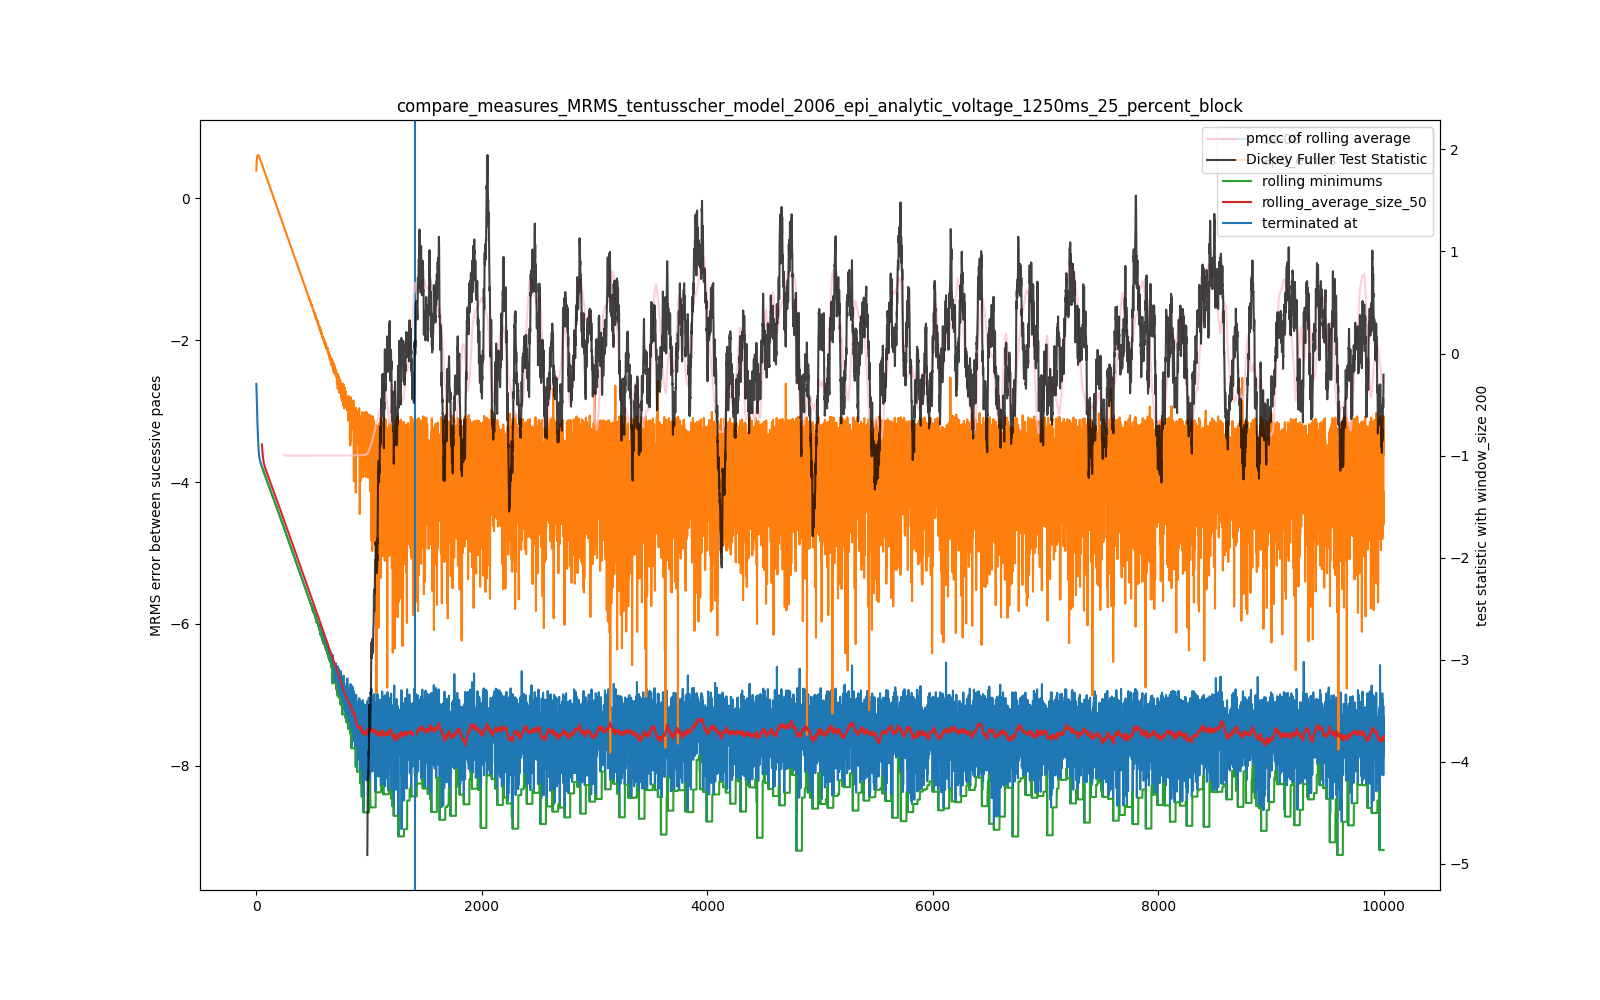 compare_measures_MRMS_tentusscher_model_2006_epi_analytic_voltage_1250ms_25_percent_block
MRMS error between sucessive paces
0
−2
−4
−6
−8
0
2000
4000
6000
8000
10000
2
1
0
−1
−2
−3
−4
−5
test statistic with window_size 200
pmcc of rolling average
Dickey Fuller Test Statistic
rolling minimums
rolling_average_size_50
terminated at